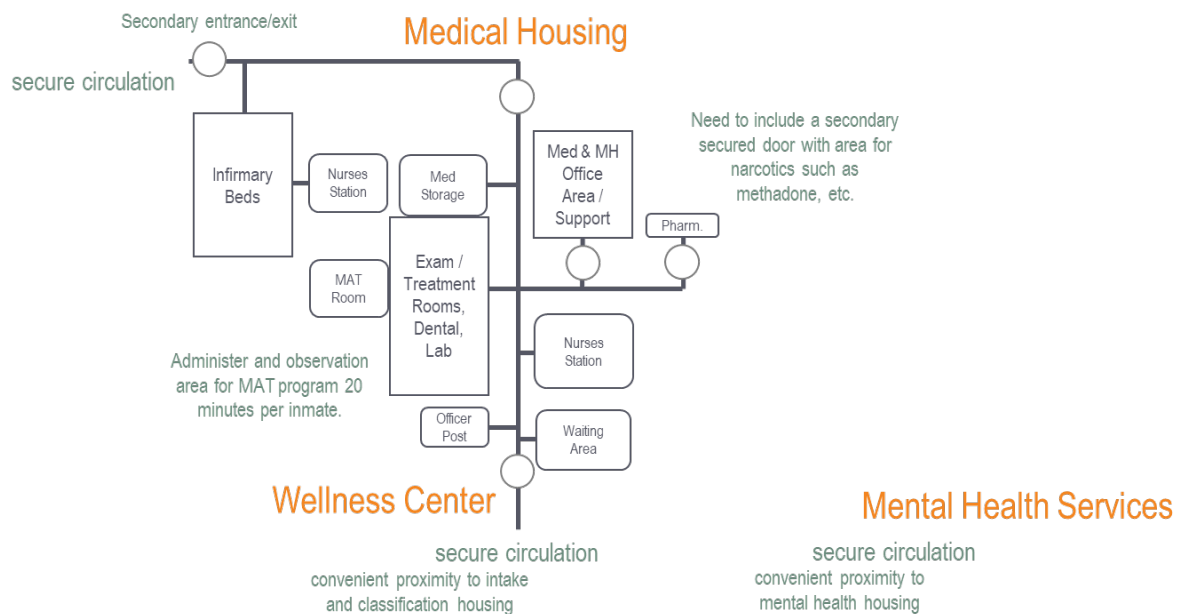 Secondary entrance/exit
Medical Housing
secure circulation
Need to include a secondary
secured door with area for
narcotics such as
methadone, etc.
Infirmary
Beds
Nurses
Station
Med
Storage
Med & MH
Office
Area /
Support
Pharm.
MAT
Room
Exam /
Treatment
Rooms,
Dental,
Lab
Nurses
Station
Administer and observation
area for MAT program 20
minutes per inmate.
Officer
Post
Waiting
Area
Wellness Center
Mental Health Services
secure circulation
convenient proximity to intake
and classification housing
secure circulation
convenient proximity to
mental health housing